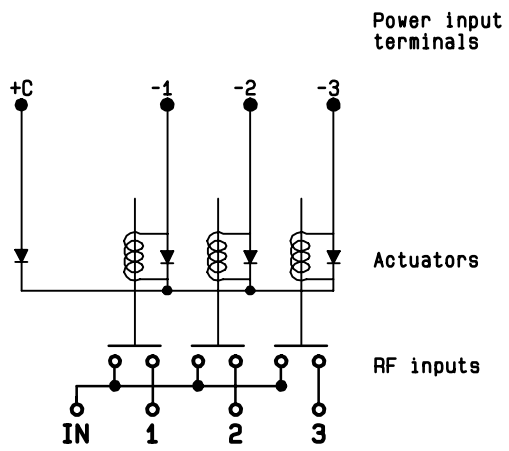 Power input
terminals
+C -1 -2 -3
Actuators
RF inputs
IN 1 2 3